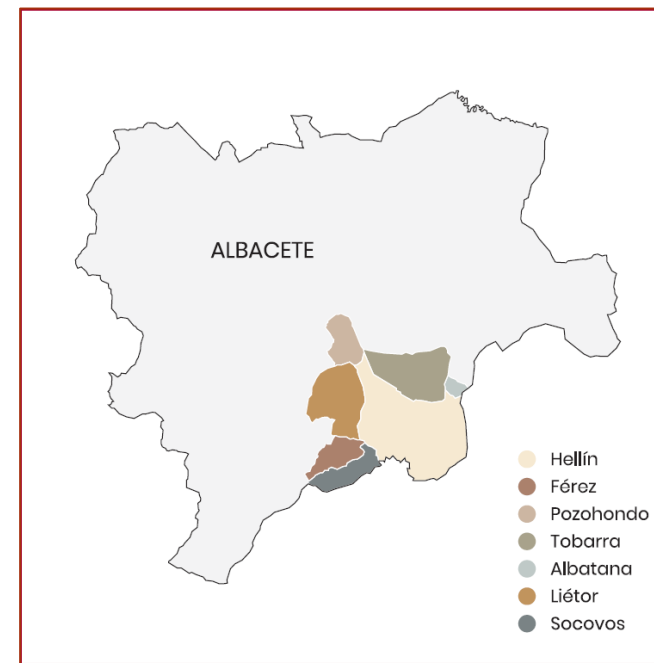 ALBACETE
Hellín
Férez
Pozohondo
Tobarra
Albatana
Liétor
Socovos